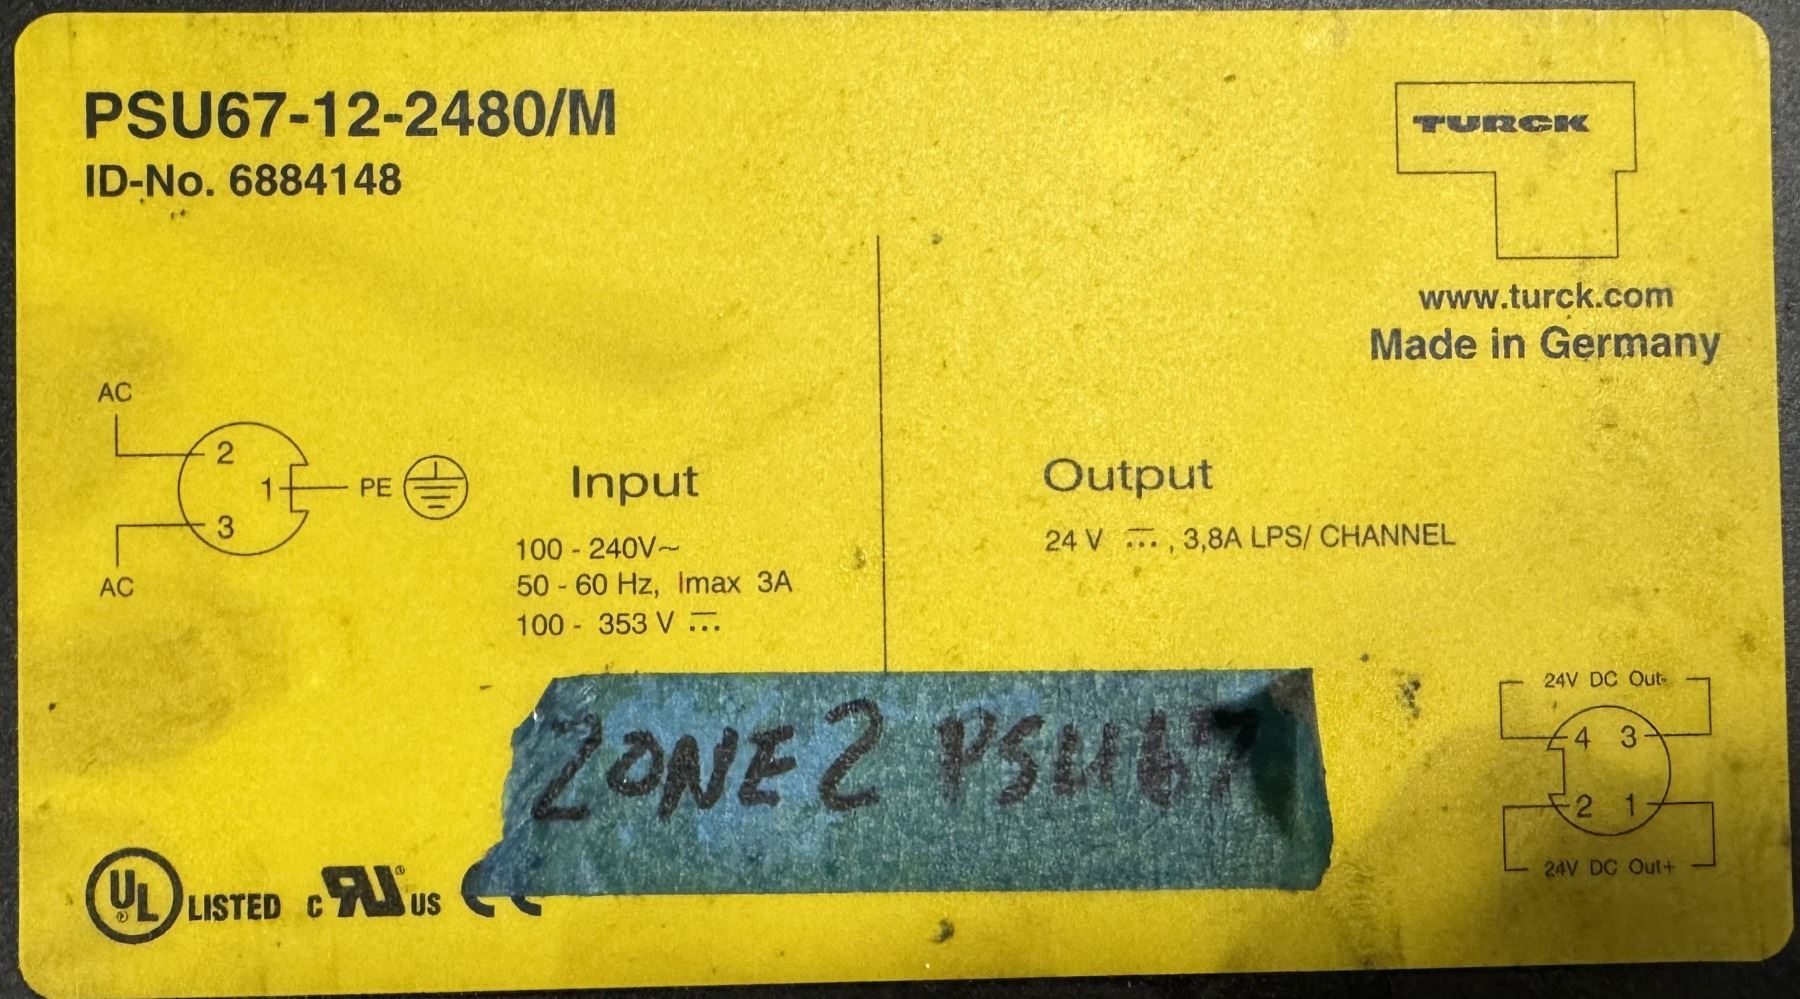 PSU67-12-2480/M
ID-No. 6884148
TURCK
www.turck.com
Made in Germany
AC
2
1
PE
3
AC
Input
100 - 240V~
50 - 60 Hz, Imax 3A
100 - 353 V ⎓
Output
24 V ⎓ , 3,8A LPS/ CHANNEL
24V DC Out-
4 3
2 1
24V DC Out+
ZONE 2 PSU67
UL ® LISTED c RU ® US